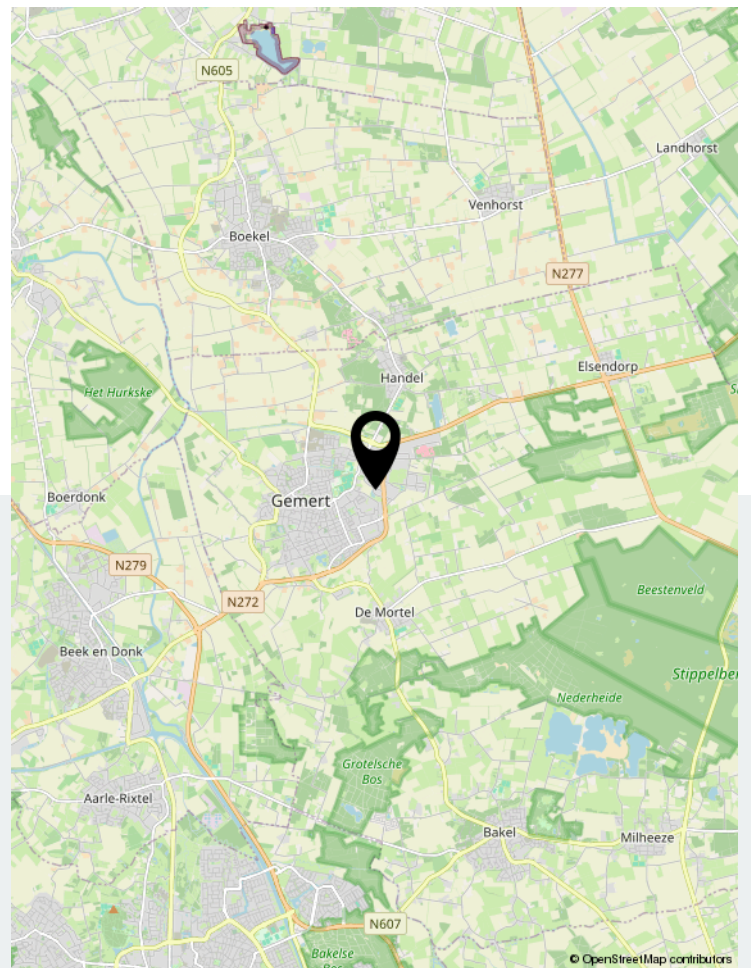 N605
Landhorst
Venhorst
Boekel
N277
Elsendorp
Handel
Het Hurkske
Boerdonk
Gemert
N279
Beestenveld
N272
De Mortel
Beek en Donk
Stippelber
Nederheide
Grotelsche
Bos
Aarle-Rixtel
Bakel
Milheeze
N607
Bakelse
Bos
© OpenStreetMap contributors